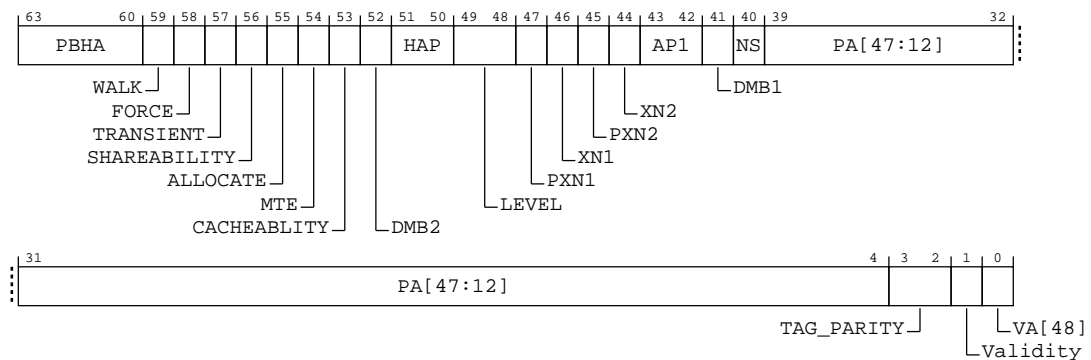 63 60 59 58 57 56 55 54 53 52 51 50 49 48 47 46 45 44 43 42 41 40 39 32
PBHA HAP AP1 NS PA[47:12]
WALK DMB1
FORCE XN2
TRANSIENT PXN2
SHAREABILITY XN1
ALLOCATE PXN1
MTE LEVEL
CACHEABLITY DMB2
31 4 3 2 1 0
PA[47:12]
TAG_PARITY VA[48]
Validity